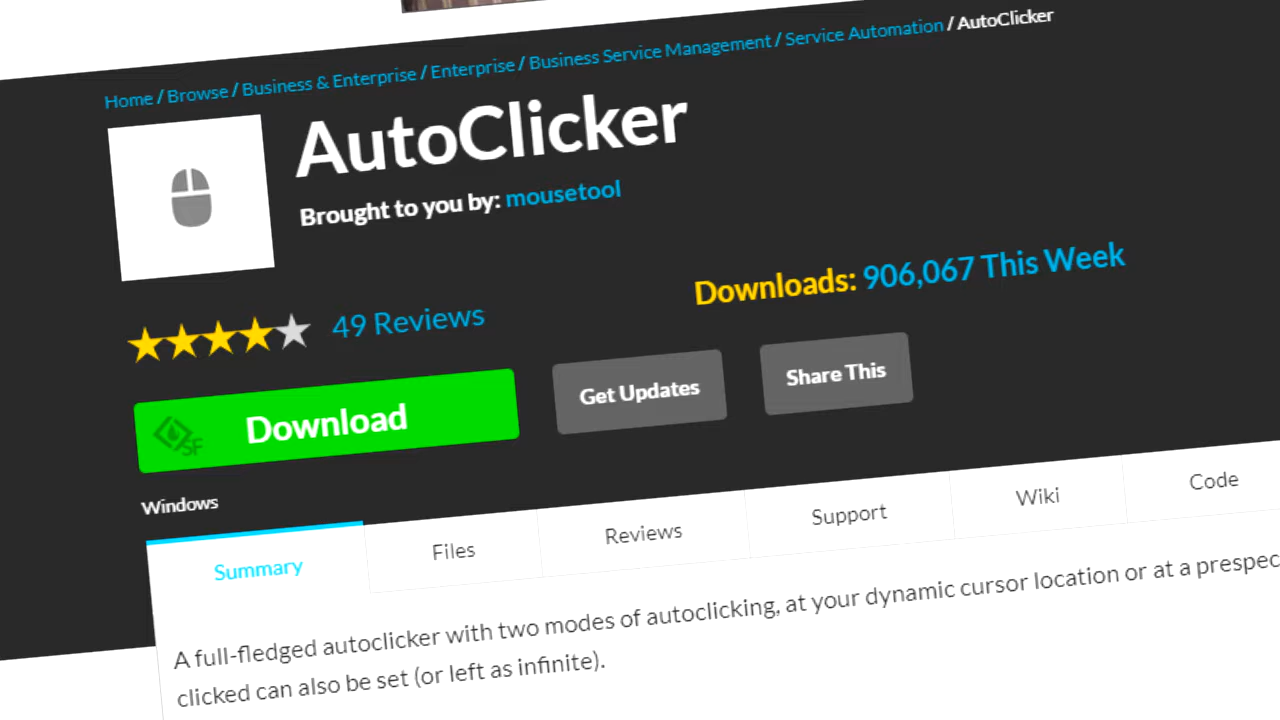 Home / Browse / Business & Enterprise / Enterprise / Business Service Management / Service Automation / AutoClicker
AutoClicker
Brought to you by: mousetool
49 Reviews
Downloads: 906,067 This Week
SF Download
Get Updates
Share This
Windows
Summary
Files
Reviews
Support
Wiki
Code
A full-fledged autoclicker with two modes of autoclicking, at your dynamic cursor location or at a prespec
clicked can also be set (or left as infinite).